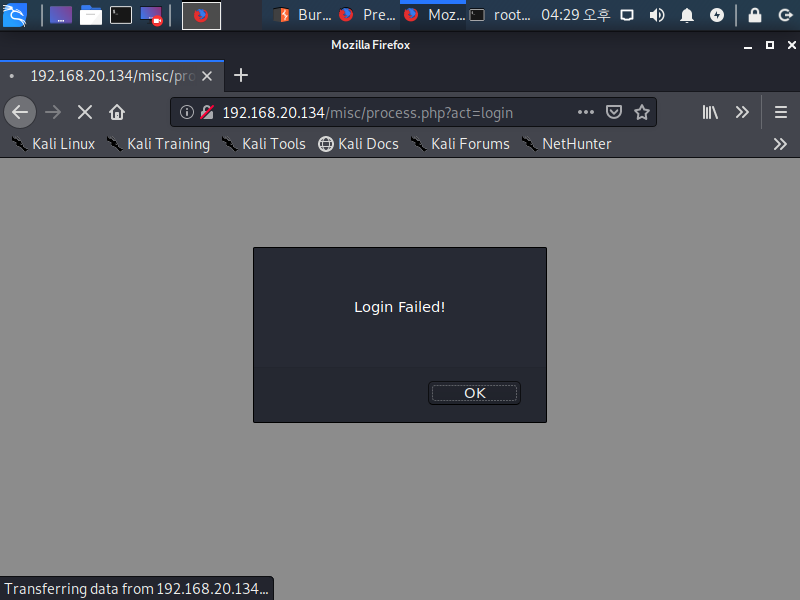 Bur... Pre... Moz... root... 04:29 오후
Mozilla Firefox
192.168.20.134/misc/pro
192.168.20.134/misc/process.php?act=login
Kali Linux Kali Training Kali Tools Kali Docs Kali Forums NetHunter
Login Failed!
OK
Transferring data from 192.168.20.134...